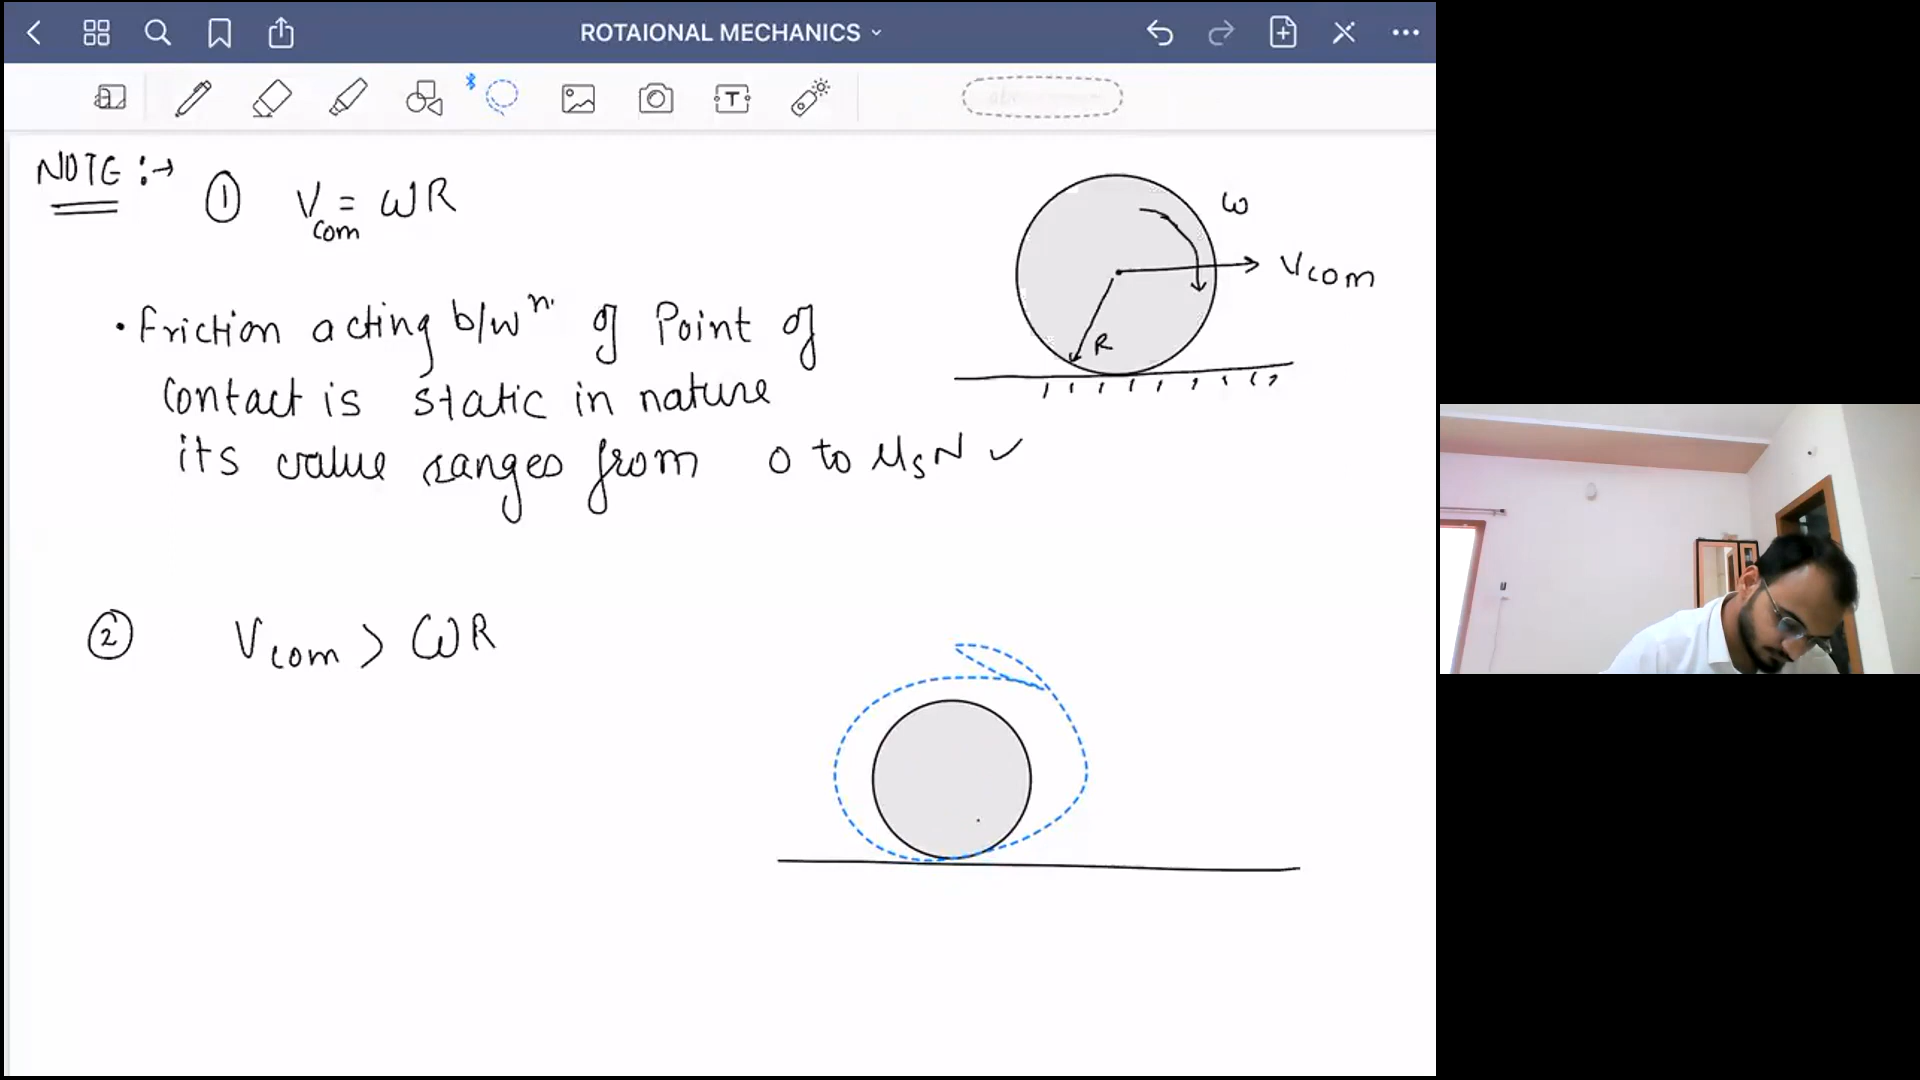 ROTAIONAL MECHANICS
NOTE :→ ① V_com = ωR
ω
V_com
R
• Friction acting b/wⁿ of Point of
contact is static in nature
its value ranges from 0 to μₛN ✓
② V_com > ωR